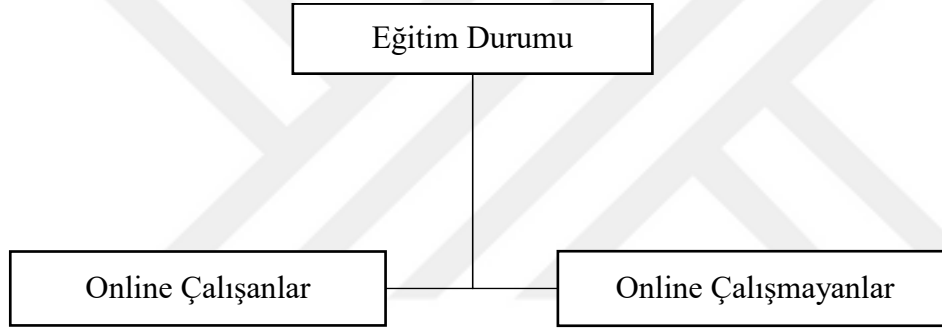 Eğitim Durumu
Online Çalışanlar
Online Çalışmayanlar